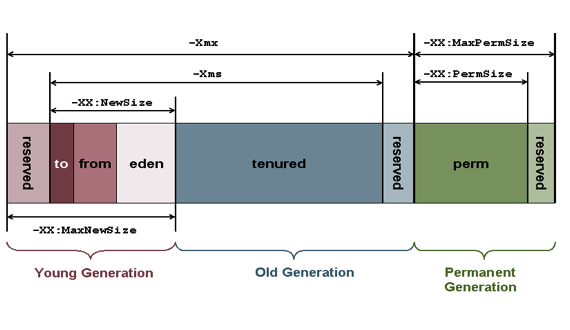 -Xmx
-XX:MaxPermSize
-Xms
-XX:PermSize
-XX:NewSize
reserved
to
from
eden
tenured
reserved
perm
reserved
-XX:MaxNewSize
Young Generation
Old Generation
Permanent
Generation